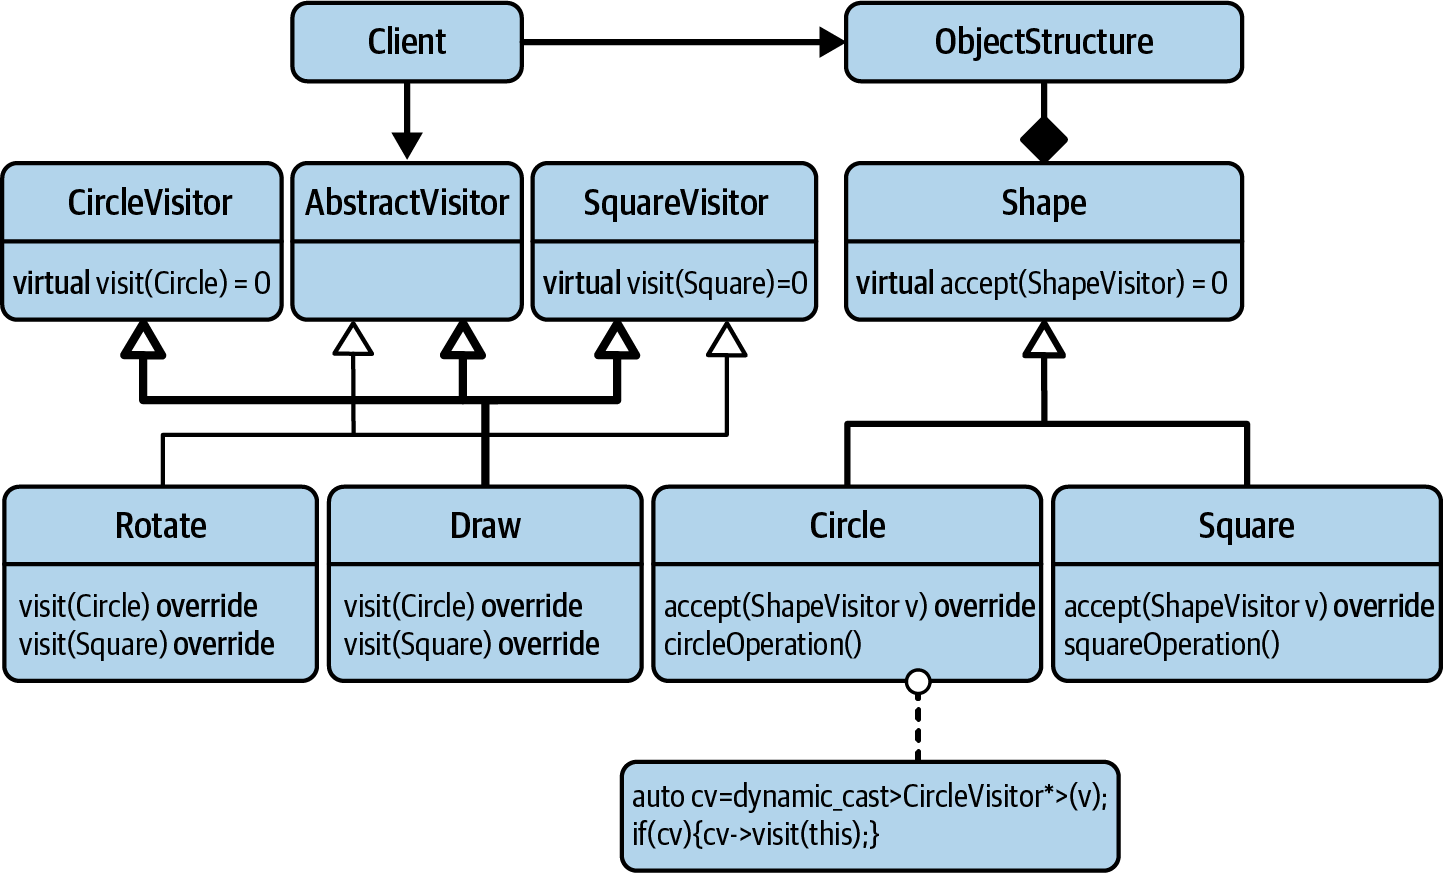 Client
ObjectStructure
CircleVisitor
virtual visit(Circle) = 0
AbstractVisitor
SquareVisitor
virtual visit(Square)=0
Shape
virtual accept(ShapeVisitor) = 0
Rotate
visit(Circle) override
visit(Square) override
Draw
visit(Circle) override
visit(Square) override
Circle
accept(ShapeVisitor v) override
circleOperation()
Square
accept(ShapeVisitor v) override
squareOperation()
auto cv=dynamic_cast>CircleVisitor*>(v);
if(cv){cv->visit(this);}